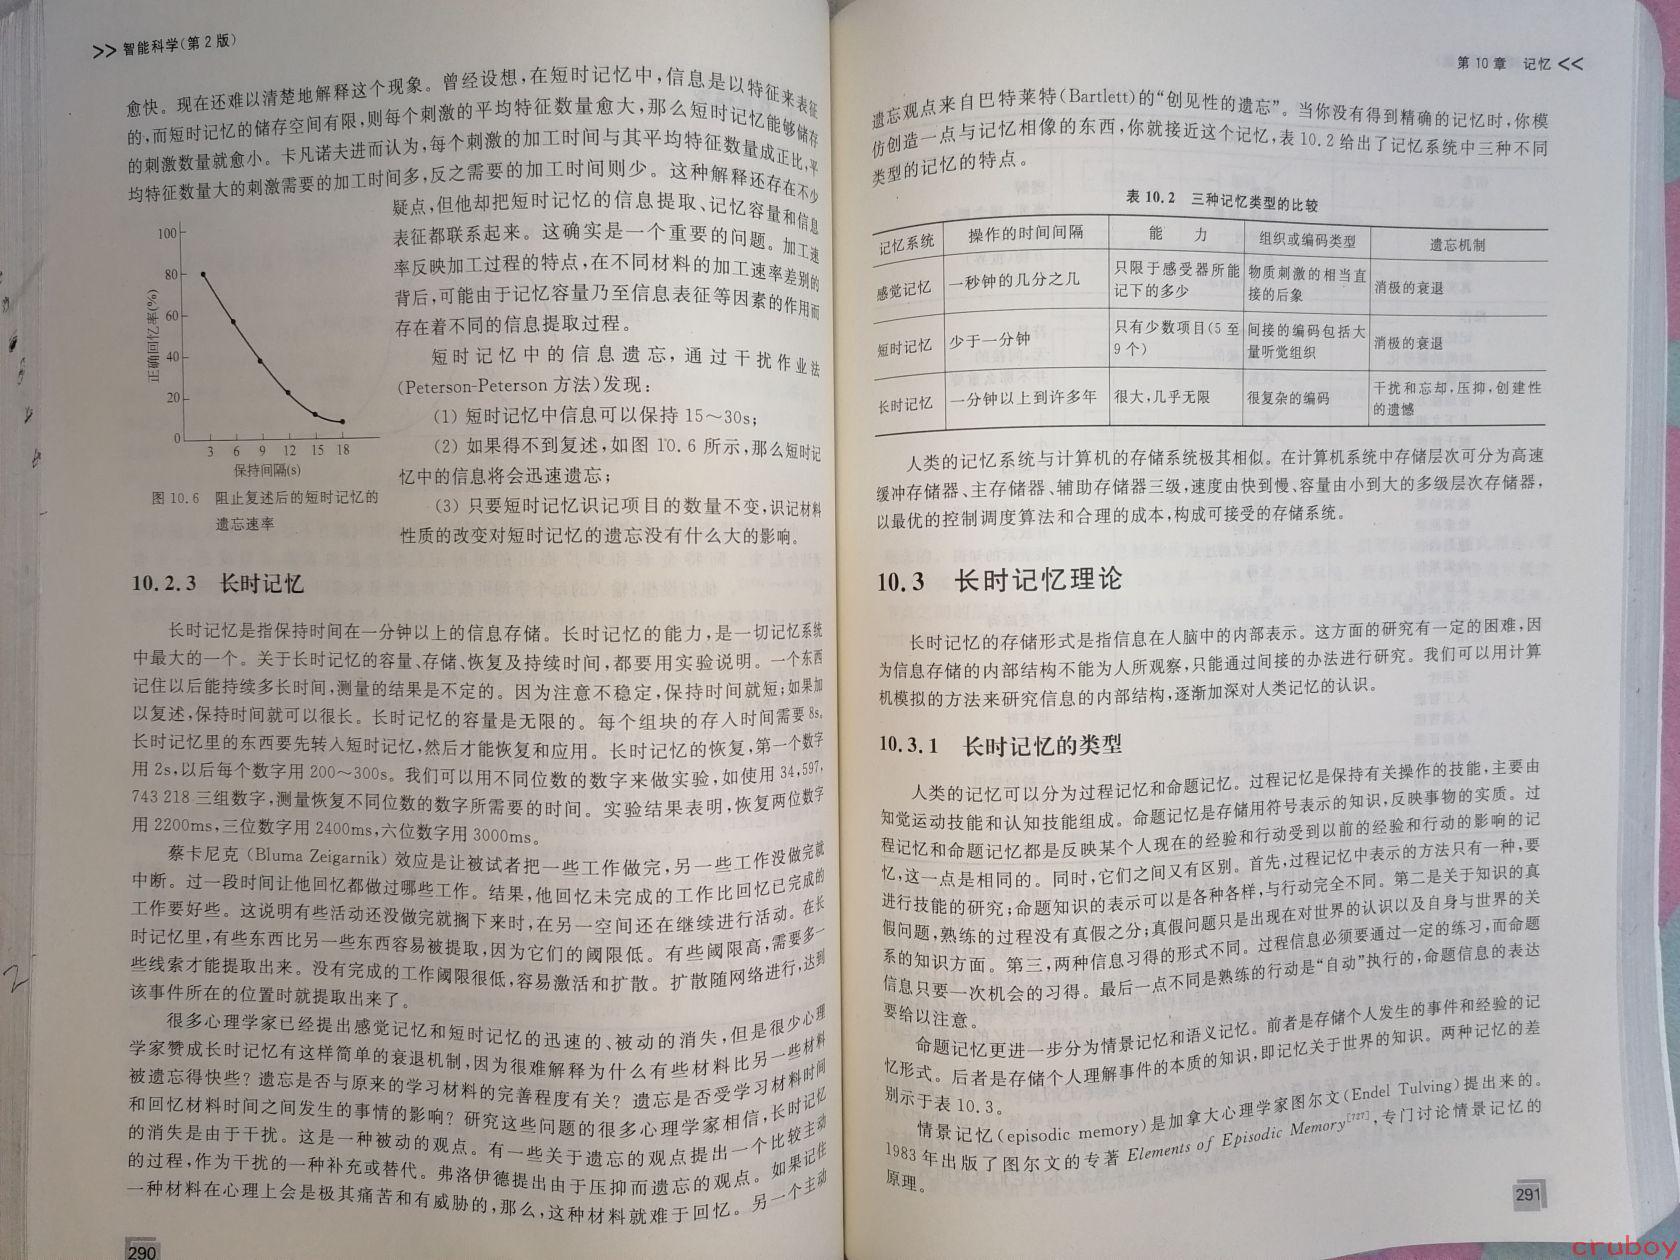 >> 智能科学(第 2 版)
愉快。现在还难以清楚地解释这个现象。曾经设想,在短时记忆中,信息是以特征来表征
的,而短时记忆的储存空间有限,则每个刺激的平均特征数量愈大,那么短时记忆能够储存
的刺激数量就愈小。卡凡诺夫进而认为,每个刺激的加工时间与其平均特征数量成正比,平
均特征数量大的刺激需要的加工时间多,反之需要的加工时间则少。这种解释还存在不少
疑点,但他却把短时记忆的信息提取、记忆容量和信息
表征都联系起来。这确实是一个重要的问题。加工速
率反映加工过程的特点,在不同材料的加工速率差别的
背后,可能由于记忆容量乃至信息表征等因素的作用而
存在着不同的信息提取过程。
短时记忆中的信息遗忘,通过干扰作业法
(Peterson-Peterson 方法)发现:
(1) 短时记忆中信息可以保持 15～30s;
(2) 如果得不到复述,如图 10.6 所示,那么短时记
忆中的信息将会迅速遗忘;
(3) 只要短时记忆识记项目的数量不变,识记材料
性质的改变对短时记忆的遗忘没有什么大的影响。
100
80
60
40
20
0
正确回忆率(%)
3 6 9 12 15 18
保持间隔(s)
图 10.6 阻止复述后的短时记忆的
遗忘速率
10.2.3 长时记忆
长时记忆是指保持时间在一分钟以上的信息存储。长时记忆的能力,是一切记忆系统
中最大的一个。关于长时记忆的容量、存储、恢复及持续时间,都要用实验说明。一个东西
记住以后能持续多长时间,测量的结果是不定的。因为注意不稳定,保持时间就短;如果加
以复述,保持时间就可以很长。长时记忆的容量是无限的。每个组块的存入时间需要 8s。
长时记忆里的东西要先转入短时记忆,然后才能恢复和应用。长时记忆的恢复,第一个数字
用 2s,以后每个数字用 200～300s。我们可以用不同位数的数字来做实验,如使用 34,597,
743 218 三组数字,测量恢复不同位数的数字所需要的时间。实验结果表明,恢复两位数字
用 2200ms,三位数字用 2400ms,六位数字用 3000ms。
蔡卡尼克 (Bluma Zeigarnik) 效应是让被试者把一些工作做完,另一些工作没做完就
中断。过一段时间让他回忆都做过哪些工作。结果,他回忆未完成的工作比回忆已完成的
工作要好些。这说明有些活动还没做完就搁下来时,在另一空间还在继续进行活动。在长
时记忆里,有些东西比另一些东西容易被提取,因为它们的阈限低。有些阈限高,需要多一
些线索才能提取出来。没有完成的工作阈限很低,容易激活和扩散。扩散随网络进行,达到
该事件所在的位置时就提取出来了。
很多心理学家已经提出感觉记忆和短时记忆的迅速的、被动的消失,但是很少心理
学家赞成长时记忆有这样简单的衰退机制,因为很难解释为什么有些材料比另一些材料
被遗忘得快些? 遗忘是否与原来的学习材料的完善程度有关? 遗忘是否受学习材料时间
和回忆材料时间之间发生的事情的影响? 研究这些问题的很多心理学家相信,长时记忆
的消失是由于干扰。这是一种被动的观点。有一些关于遗忘的观点提出一个比较主动
的过程,作为干扰的一种补充或替代。弗洛伊德提出由于压抑而遗忘的观点。如果记住
一种材料在心理上会是极其痛苦和有威胁的,那么,这种材料就难于回忆。另一个主动
290
第 10 章 记忆 <<
遗忘观点来自巴特莱特(Bartlett)的“创见性的遗忘”。当你没有得到精确的记忆时,你模
仿创造一点与记忆相像的东西,你就接近这个记忆,表 10.2 给出了记忆系统中三种不同
类型的记忆的特点。
表 10.2 三种记忆类型的比较
记忆系统 操作的时间间隔 能 力 组织或编码类型 遗忘机制
感觉记忆 一秒钟的几分之几 只限于感受器所能记下的多少 物质刺激的相当直接的后象 消极的衰退
短时记忆 少于一分钟 只有少数项目(5 至 9 个) 间接的编码包括大量听觉组织 消极的衰退
长时记忆 一分钟以上到许多年 很大,几乎无限 很复杂的编码 干扰和忘却,压抑,创建性的遗憾
人类的记忆系统与计算机的存储系统极其相似。在计算机系统中存储层次可分为高速
缓冲存储器、主存储器、辅助存储器三级,速度由快到慢、容量由小到大的多级层次存储器,
以最优的控制调度算法和合理的成本,构成可接受的存储系统。
10.3 长时记忆理论
长时记忆的存储形式是指信息在人脑中的内部表示。这方面的研究有一定的困难,因
为信息存储的内部结构不能为人所观察,只能通过间接的办法进行研究。我们可以用计算
机模拟的方法来研究信息的内部结构,逐渐加深对人类记忆的认识。
10.3.1 长时记忆的类型
人类的记忆可以分为过程记忆和命题记忆。过程记忆是保持有关操作的技能,主要由
知觉运动技能和认知技能组成。命题记忆是存储用符号表示的知识,反映事物的实质。过
程记忆和命题记忆都是反映某个人现在的经验和行动受到以前的经验和行动的影响的记
忆,这一点是相同的。同时,它们之间又有区别。首先,过程记忆中表示的方法只有一种,要
进行技能的研究;命题知识的表示可以是各种各样,与行动完全不同。第二是关于知识的真
假问题,熟练的过程没有真假之分;真假问题只是出现在对世界的认识以及自身与世界的关
系的知识方面。第三,两种信息习得的形式不同。过程信息必须要通过一定的练习,而命题
信息只要一次机会的习得。最后一点不同是熟练的行动是“自动”执行的,命题信息的表达
要给以注意。
命题记忆更进一步分为情景记忆和语义记忆。前者是存储个人发生的事件和经验的记
忆形式。后者是存储个人理解事件的本质的知识,即记忆关于世界的知识。两种记忆的差
别示于表 10.3。
情景记忆(episodic memory)是加拿大心理学家图尔文(Endel Tulving)提出来的。
1983 年出版了图尔文的专著 Elements of Episodic Memory[727],专门讨论情景记忆的
原理。
291
cruboy